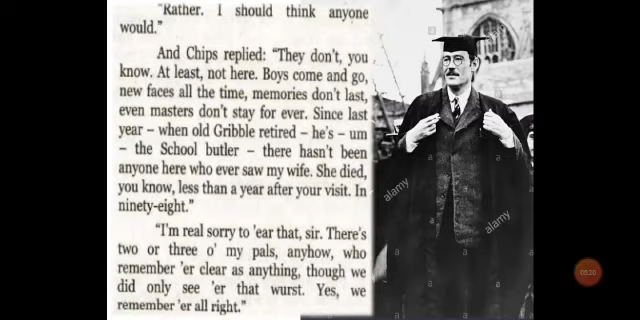 "Rather. I should think anyone
would."
And Chips replied: "They don't, you
know. At least, not here. Boys come and go,
new faces all the time, memories don't last,
even masters don't stay for ever. Since last
year – when old Gribble retired – he's – um
– the School butler – there hasn't been
anyone here who ever saw my wife. She died,
you know, less than a year after your visit. In
ninety-eight."
"I'm real sorry to 'ear that, sir. There's
two or three o' my pals, anyhow, who
remember 'er clear as anything, though we
did only see 'er that wurst. Yes, we
remember 'er all right."
alamy
alamy
a
a
a
a
a
a
03:20